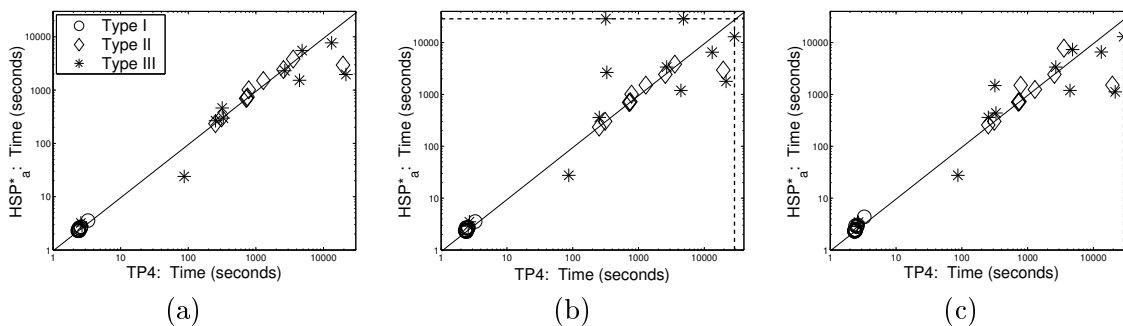 10000
1000
100
10
1
HSP*a: Time (seconds)
Type I
Type II
Type III
1 10 100 1000 10000
TP4: Time (seconds)
(a)
10000
1000
100
10
1
HSP*a: Time (seconds)
1 10 100 1000 10000
TP4: Time (seconds)
(b)
10000
1000
100
10
1
HSP*a: Time (seconds)
1 10 100 1000 10000
TP4: Time (seconds)
(c)